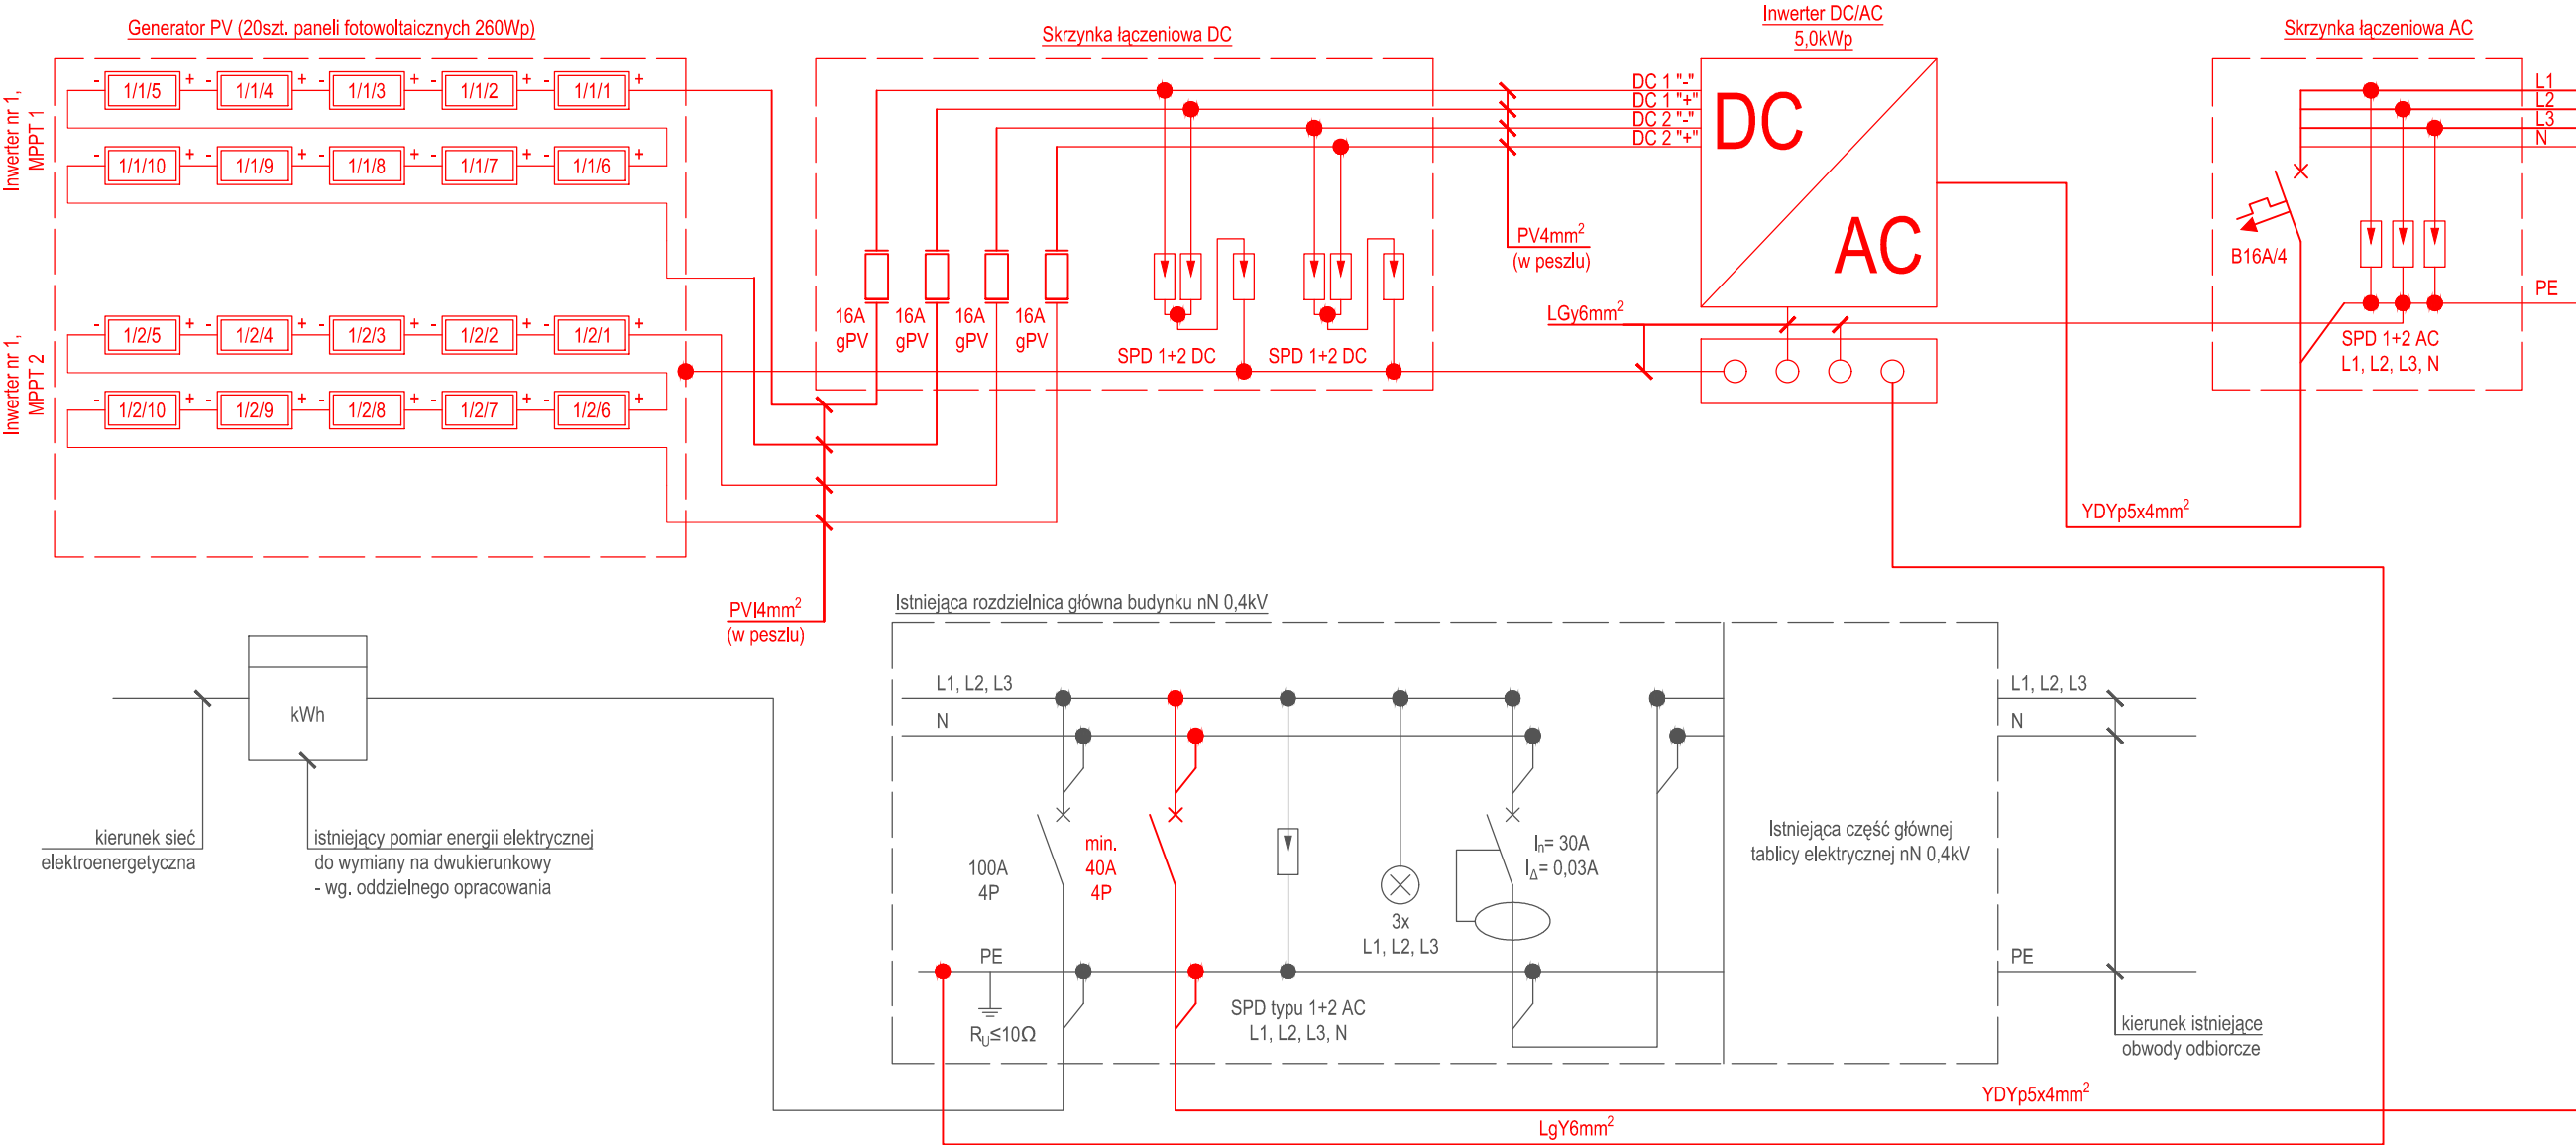 Generator PV (20szt. paneli fotowoltaicznych 260Wp)
Inwerter nr 1,
MPPT 1
- 1/1/5 + - 1/1/4 + - 1/1/3 + - 1/1/2 + - 1/1/1 +
- 1/1/10 + - 1/1/9 + - 1/1/8 + - 1/1/7 + - 1/1/6 +
Inwerter nr 1,
MPPT 2
- 1/2/5 + - 1/2/4 + - 1/2/3 + - 1/2/2 + - 1/2/1 +
- 1/2/10 + - 1/2/9 + - 1/2/8 + - 1/2/7 + - 1/2/6 +
PVI4mm²
(w peszlu)
Skrzynka łączeniowa DC
16A
gPV
16A
gPV
16A
gPV
16A
gPV
SPD 1+2 DC
SPD 1+2 DC
PV4mm²
(w peszlu)
DC 1 "-"
DC 1 "+"
DC 2 "-"
DC 2 "+"
Inwerter DC/AC
5,0kWp
DC
AC
LGy6mm²
YDYp5x4mm²
Skrzynka łączeniowa AC
L1
L2
L3
N
B16A/4
PE
SPD 1+2 AC
L1, L2, L3, N
kWh
kierunek sieć
elektroenergetyczna
istniejący pomiar energii elektrycznej
do wymiany na dwukierunkowy
- wg. oddzielnego opracowania
Istniejąca rozdzielnica główna budynku nN 0,4kV
L1, L2, L3
N
100A
4P
min.
40A
4P
PE
R_U≤10Ω
SPD typu 1+2 AC
L1, L2, L3, N
3x
L1, L2, L3
I_n= 30A
I_Δ= 0,03A
Istniejąca część głównej
tablicy elektrycznej nN 0,4kV
L1, L2, L3
N
PE
kierunek istniejące
obwody odbiorcze
YDYp5x4mm²
LgY6mm²